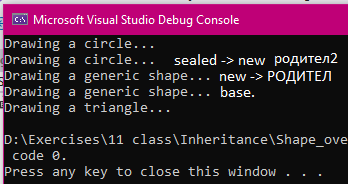 Microsoft Visual Studio Debug Console
Drawing a circle...
Drawing a circle... sealed -> new родител2
Drawing a generic shape... new -> РОДИТЕЛ
Drawing a generic shape... base.
Drawing a triangle...
D:\Exercises\11 class\Inheritance\Shape_ove
code 0.
Press any key to close this window . . .